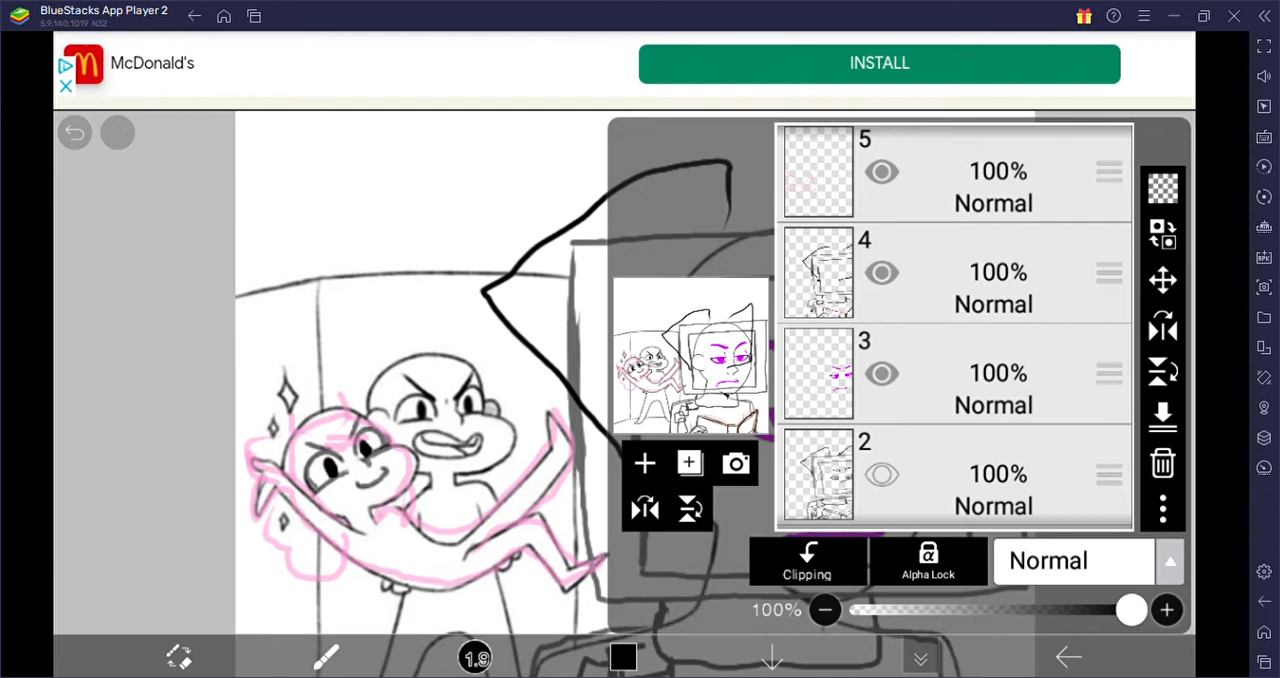 BlueStacks App Player 2
5.9.140.1019 N32
McDonald's
INSTALL
5
100%
Normal
4
100%
Normal
3
100%
Normal
2
100%
Normal
Clipping
α
Alpha Lock
Normal
100%
1.9